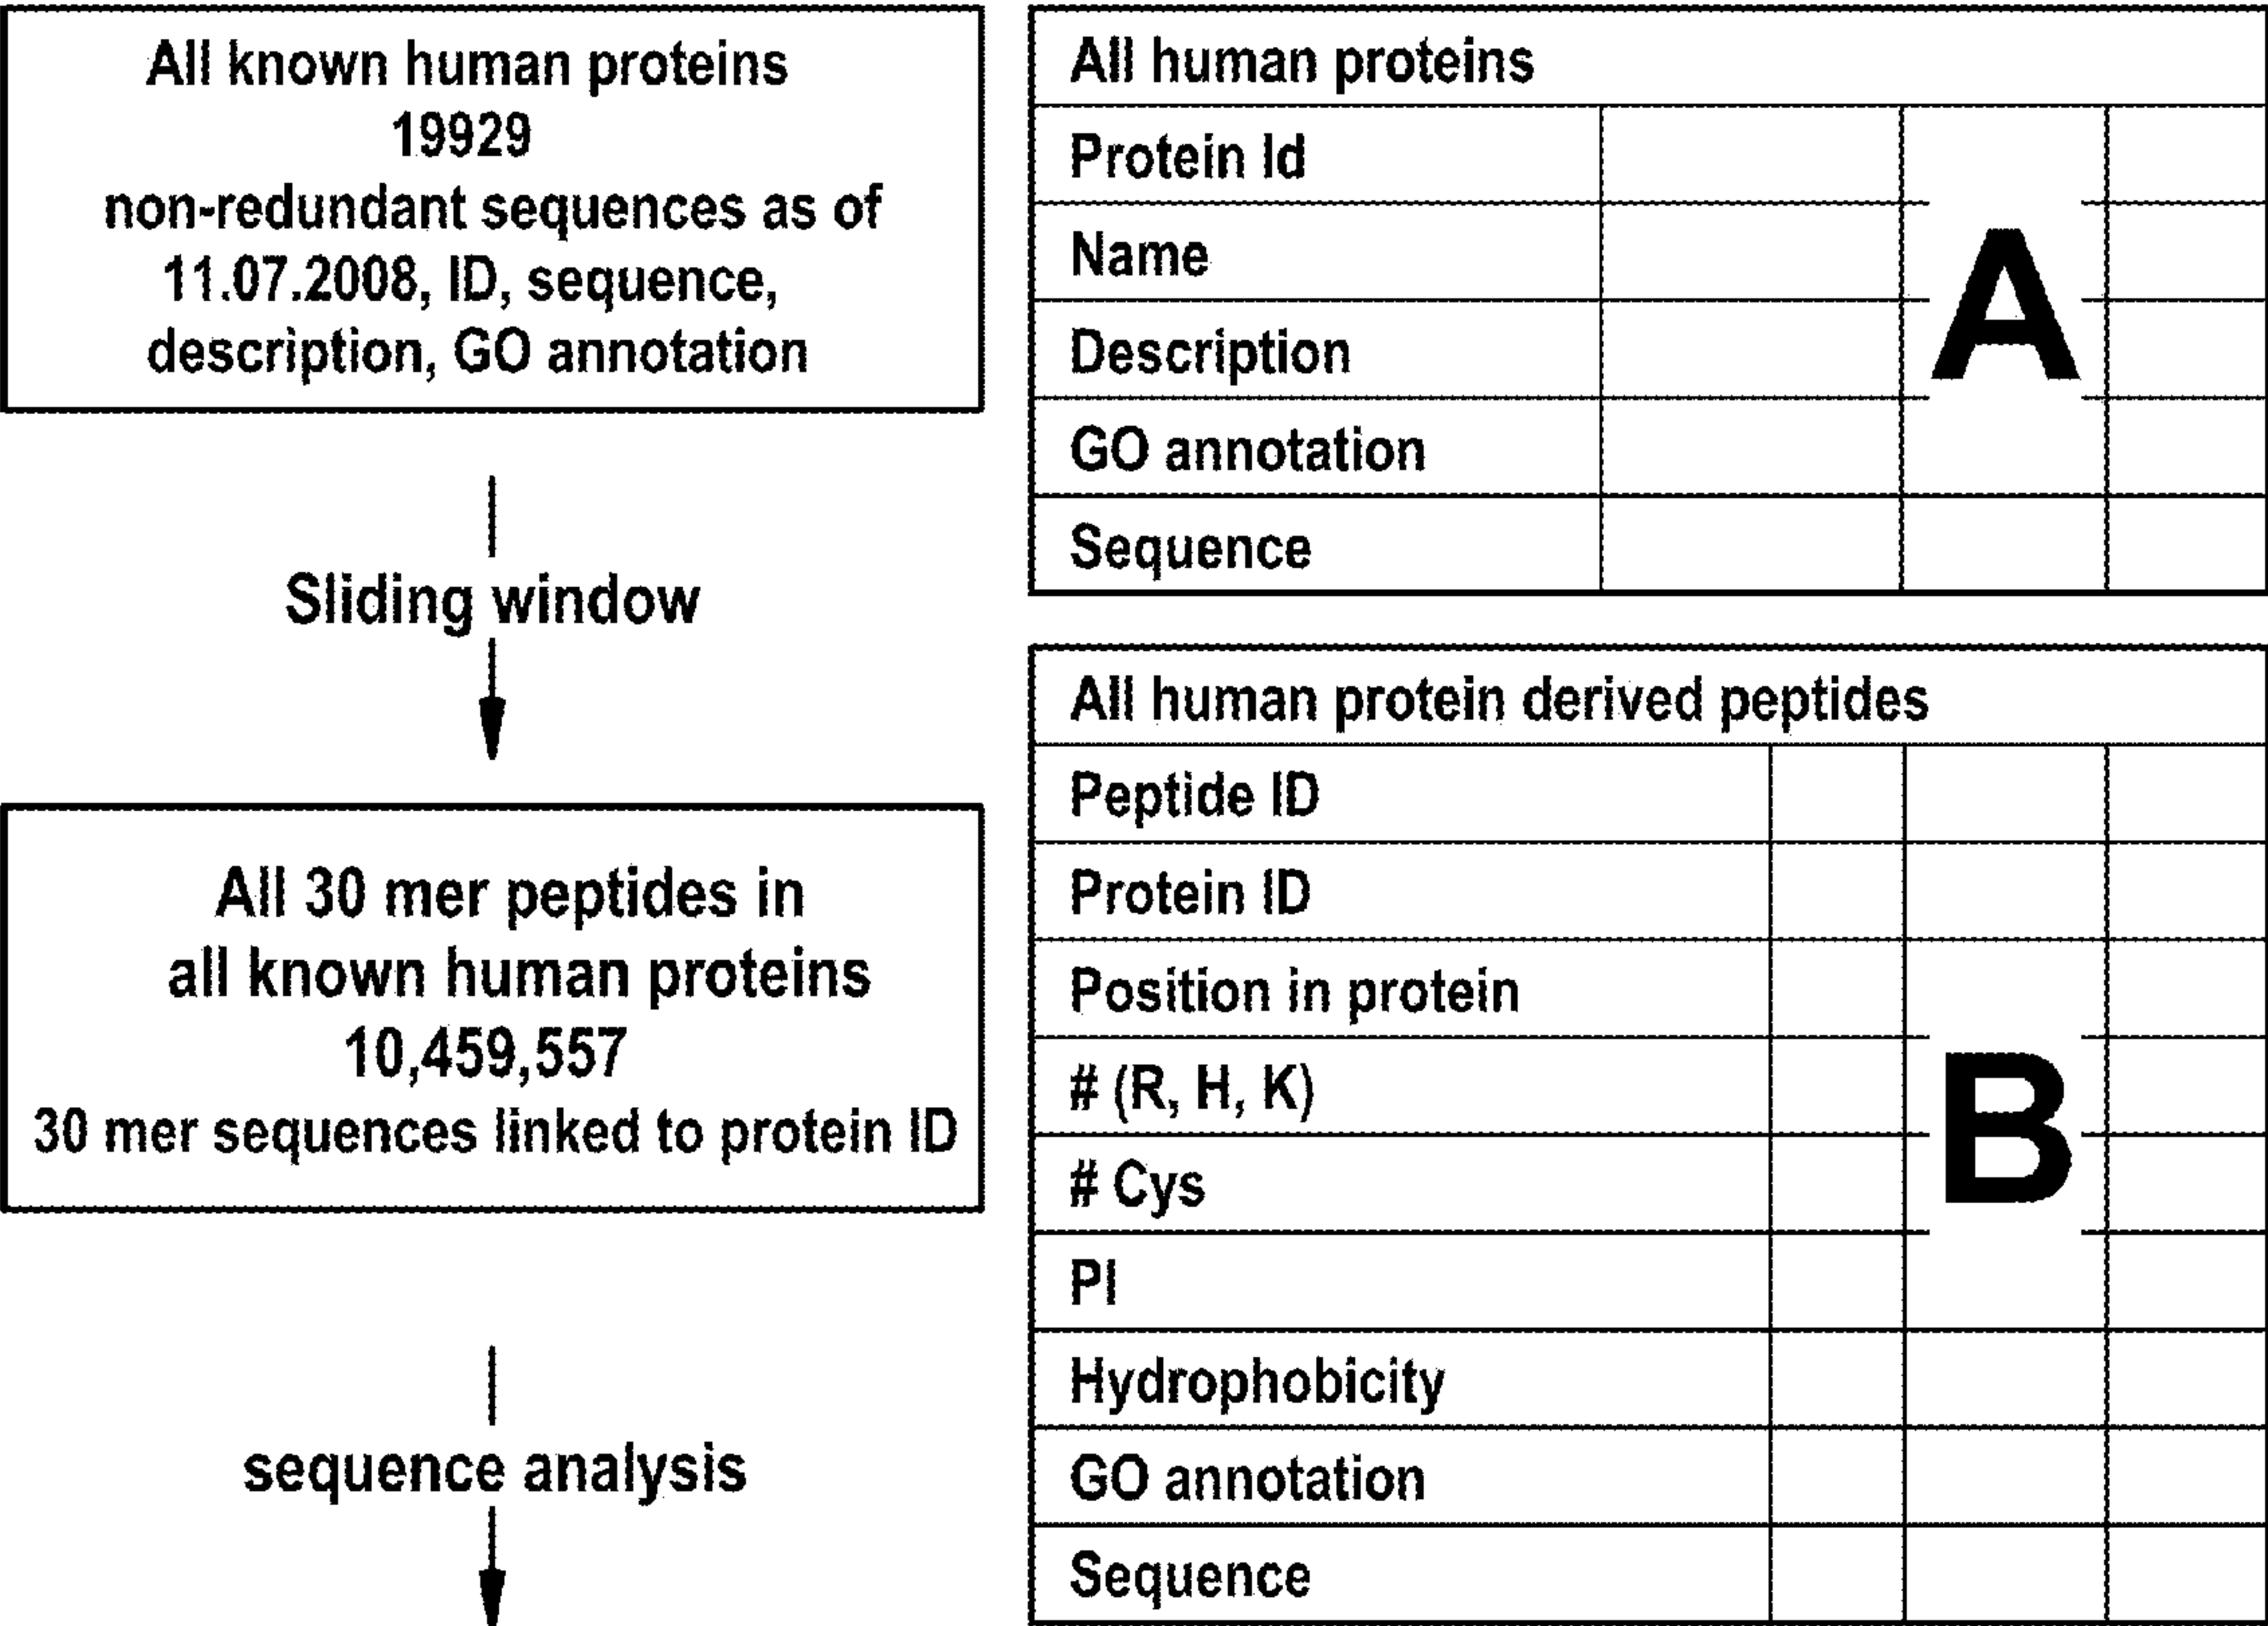 All known human proteins
19929
non-redundant sequences as of
11.07.2008, ID, sequence,
description, GO annotation
Sliding window
All 30 mer peptides in
all known human proteins
10,459,557
30 mer sequences linked to protein ID
sequence analysis
All human proteins
Protein Id
Name
Description
GO annotation
Sequence
A
All human protein derived peptides
Peptide ID
Protein ID
Position in protein
# (R, H, K)
# Cys
PI
Hydrophobicity
GO annotation
Sequence
B